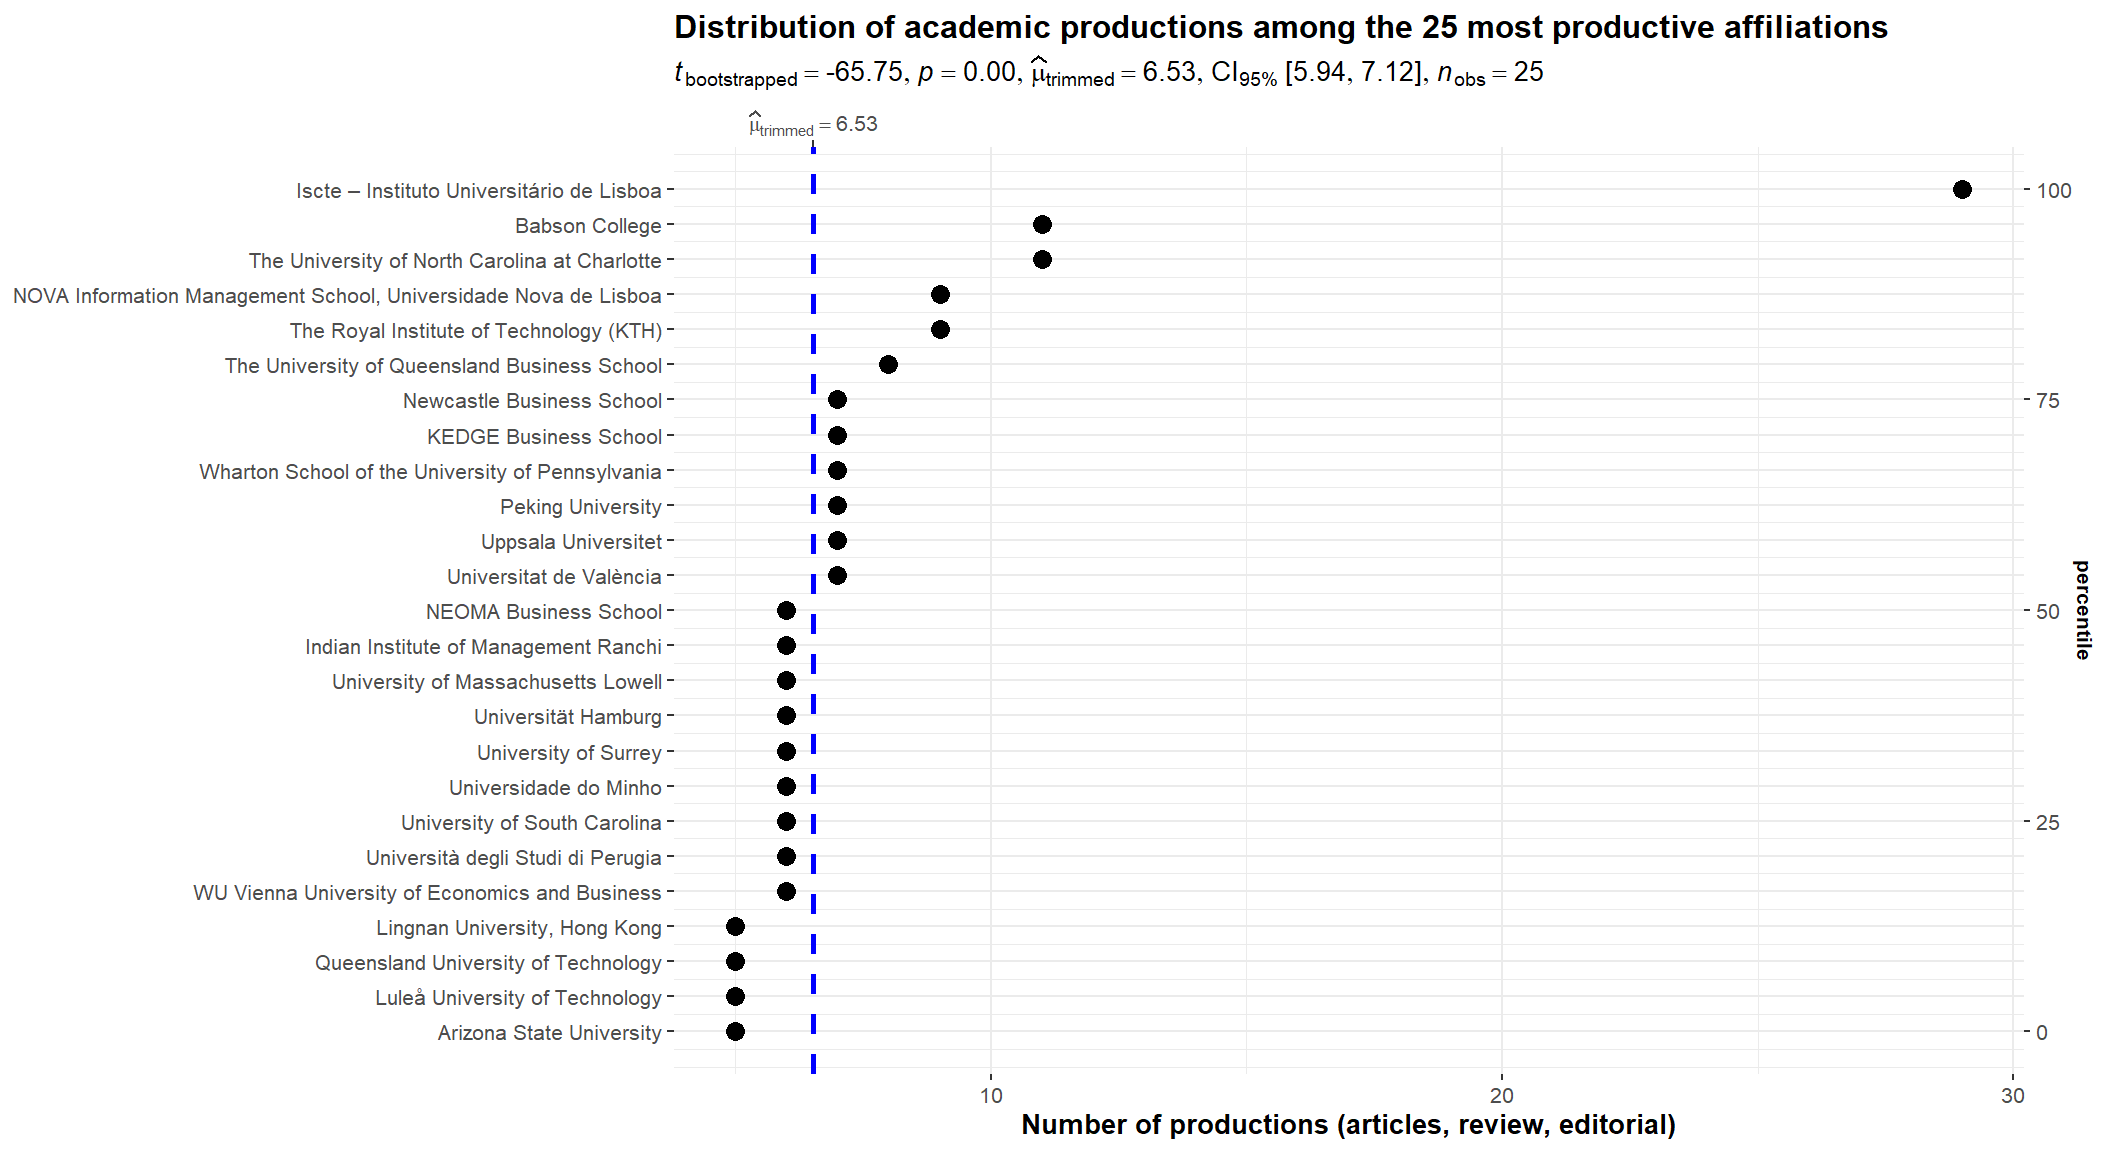 Distribution of academic productions among the 25 most productive affiliations
t bootstrapped = -65.75, p = 0.00, μ̂ trimmed = 6.53, CI95% [5.94, 7.12], n obs = 25
μ̂ trimmed = 6.53
Iscte – Instituto Universitário de Lisboa
100
Babson College
The University of North Carolina at Charlotte
NOVA Information Management School, Universidade Nova de Lisboa
The Royal Institute of Technology (KTH)
The University of Queensland Business School
Newcastle Business School
75
KEDGE Business School
Wharton School of the University of Pennsylvania
Peking University
Uppsala Universitet
Universitat de València
NEOMA Business School
50
percentile
Indian Institute of Management Ranchi
University of Massachusetts Lowell
Universität Hamburg
University of Surrey
Universidade do Minho
University of South Carolina
25
Università degli Studi di Perugia
WU Vienna University of Economics and Business
Lingnan University, Hong Kong
Queensland University of Technology
Luleå University of Technology
Arizona State University
0
10 20 30
Number of productions (articles, review, editorial)